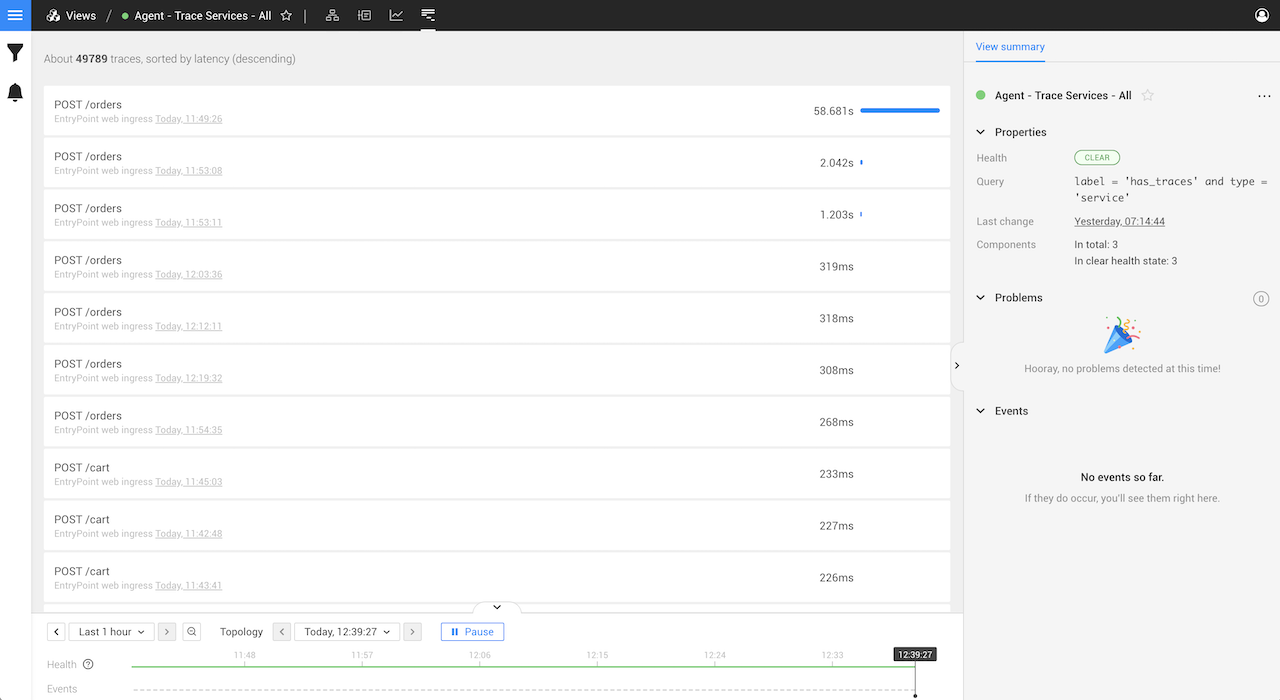 Views / Agent - Trace Services - All
About 49789 traces, sorted by latency (descending)
POST /orders
EntryPoint web ingress Today, 11:49:26
58.681s
POST /orders
EntryPoint web ingress Today, 11:53:08
2.042s
POST /orders
EntryPoint web ingress Today, 11:53:11
1.203s
POST /orders
EntryPoint web ingress Today, 12:03:36
319ms
POST /orders
EntryPoint web ingress Today, 12:12:11
318ms
POST /orders
EntryPoint web ingress Today, 12:19:32
308ms
POST /orders
EntryPoint web ingress Today, 11:54:35
268ms
POST /cart
EntryPoint web ingress Today, 11:45:03
233ms
POST /cart
EntryPoint web ingress Today, 11:42:48
227ms
POST /cart
EntryPoint web ingress Today, 11:43:41
226ms
Last 1 hour
Topology
Today, 12:39:27
Pause
11:48 11:57 12:06 12:15 12:24 12:33 12:39:27
Health ?
Events
View summary
Agent - Trace Services - All
Properties
Health CLEAR
Query label = 'has_traces' and type =
'service'
Last change Yesterday, 07:14:44
Components In total: 3
In clear health state: 3
Problems 0
Hooray, no problems detected at this time!
Events
No events so far.
If they do occur, you'll see them right here.